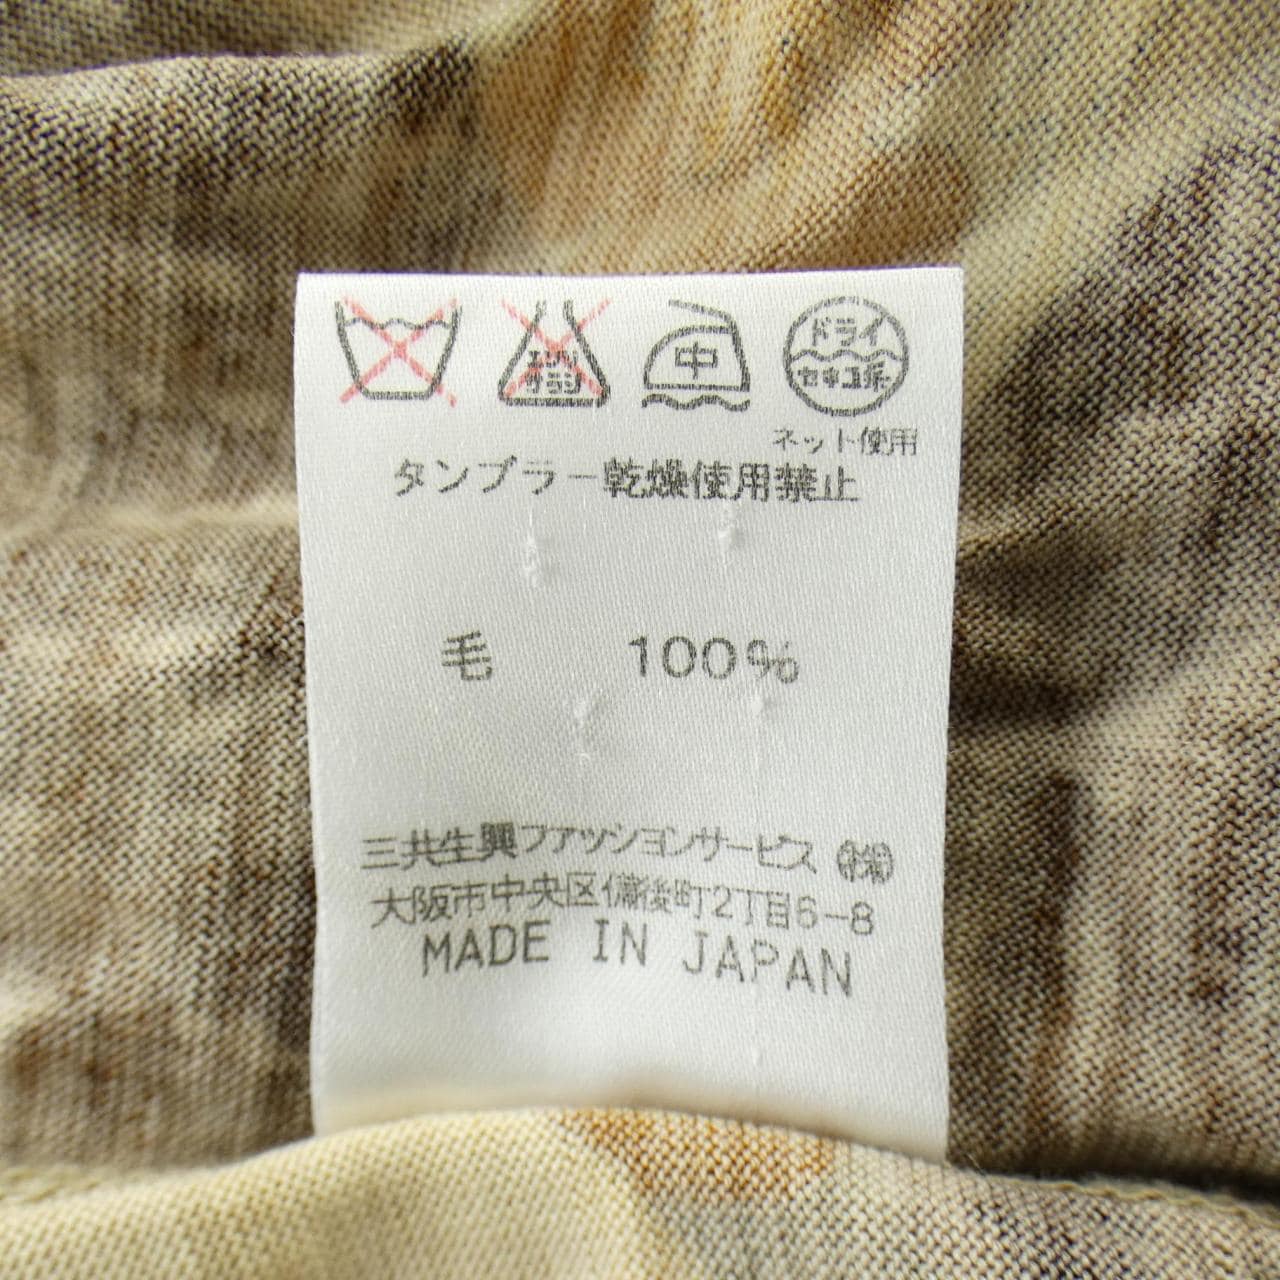 エンソ サラシ 中 ドライ
セキユ系
ネット使用
タンブラー乾燥使用禁止
毛 100%
三共生興ファッションサービス㈱
大阪市中央区備後町2丁目6-8
MADE IN JAPAN